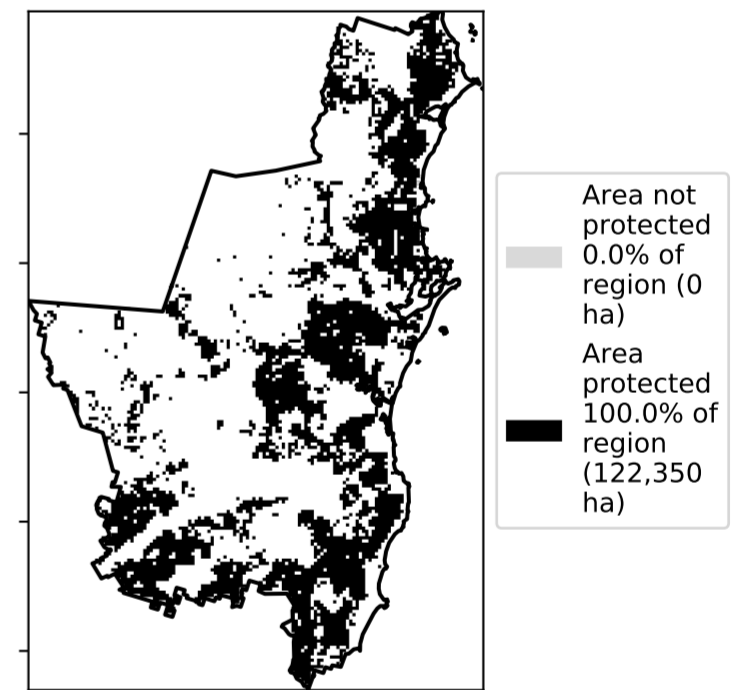 Area not
protected
0.0% of
region (0
ha)
Area
protected
100.0% of
region
(122,350
ha)